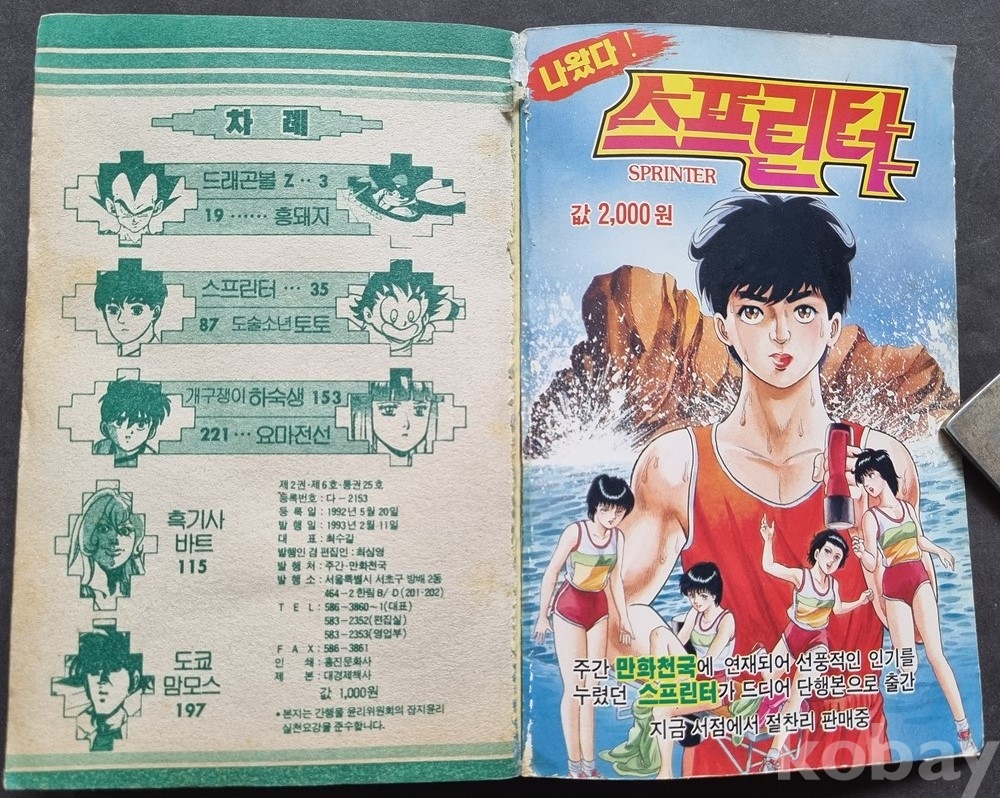 차 례
드래곤볼 Z ·· 3
19 ······ 홍돼지
스프린터 ··· 35
87 도술소년 토토
개구쟁이 하숙생 153
221 ··· 요마전선
흑기사
바트
115
도쿄
맘모스
197
제2권·제6호·통권25호
등록번호 : 다-2153
등 록 일 : 1992년 5월 20일
발 행 일 : 1993년 2월 11일
대 표 : 최수길
발행인 겸 편집인 : 최삼영
발 행 처 : 주간·만화천국
발 행 소 : 서울특별시 서초구 방배 2동
464-2 한림 B/D (201·202)
T E L : 586-3860~1(대표)
583-2352(편집실)
583-2353(영업부)
F A X : 586-3861
인 쇄 : 홍진문화사
제 본 : 대경제책사
값 1,000원
* 본지는 간행물 윤리위원회의 잡지윤리
실천요강을 준수합니다.
나왔다!
스프린터
SPRINTER
값 2,000원
주간 만화천국에 연재되어 선풍적인 인기를
누렸던 스프린터가 드디어 단행본으로 출간
지금 서점에서 절찬리 판매중
kobay